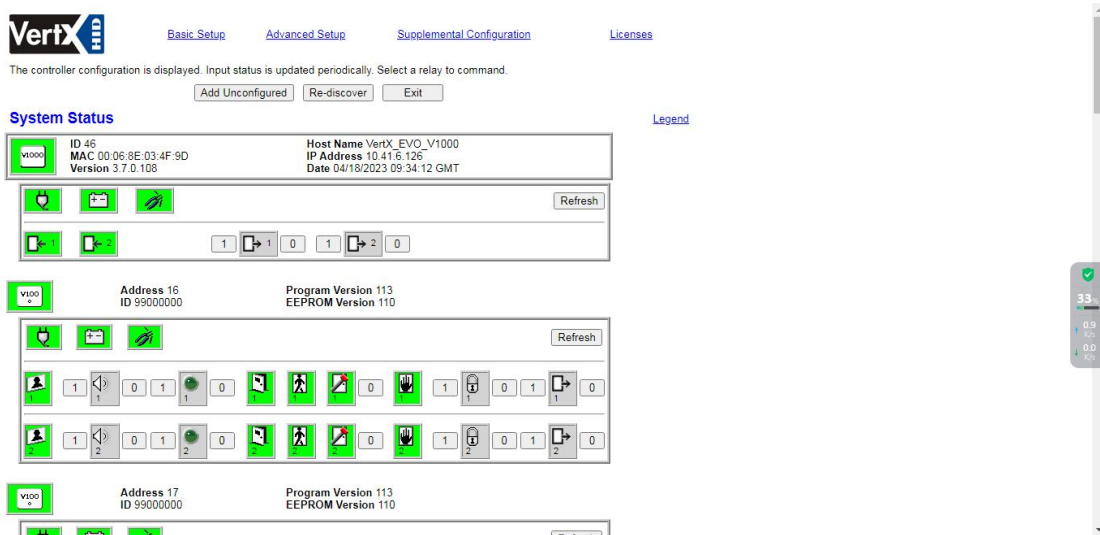 VertX HID
Basic Setup Advanced Setup Supplemental Configuration Licenses
The controller configuration is displayed. Input status is updated periodically. Select a relay to command.
Add Unconfigured Re-discover Exit
System Status Legend
V1000
ID 46 Host Name VertX_EVO_V1000
MAC 00:06:8E:03:4F:9D IP Address 10.41.6.126
Version 3.7.0.108 Date 04/18/2023 09:34:12 GMT
Refresh
1 2 1 1 0 1 2 0
V100
Address 16 Program Version 113
ID 99000000 EEPROM Version 110
Refresh
1 0 1 0 0 1 0 1 0
1 1 1 1 1 1 1 1 1
1 0 1 0 0 1 0 1 0
2 2 2 2 2 2 2 2 2
V100
Address 17 Program Version 113
ID 99000000 EEPROM Version 110
33%
0.9
K/s
0.0
K/s